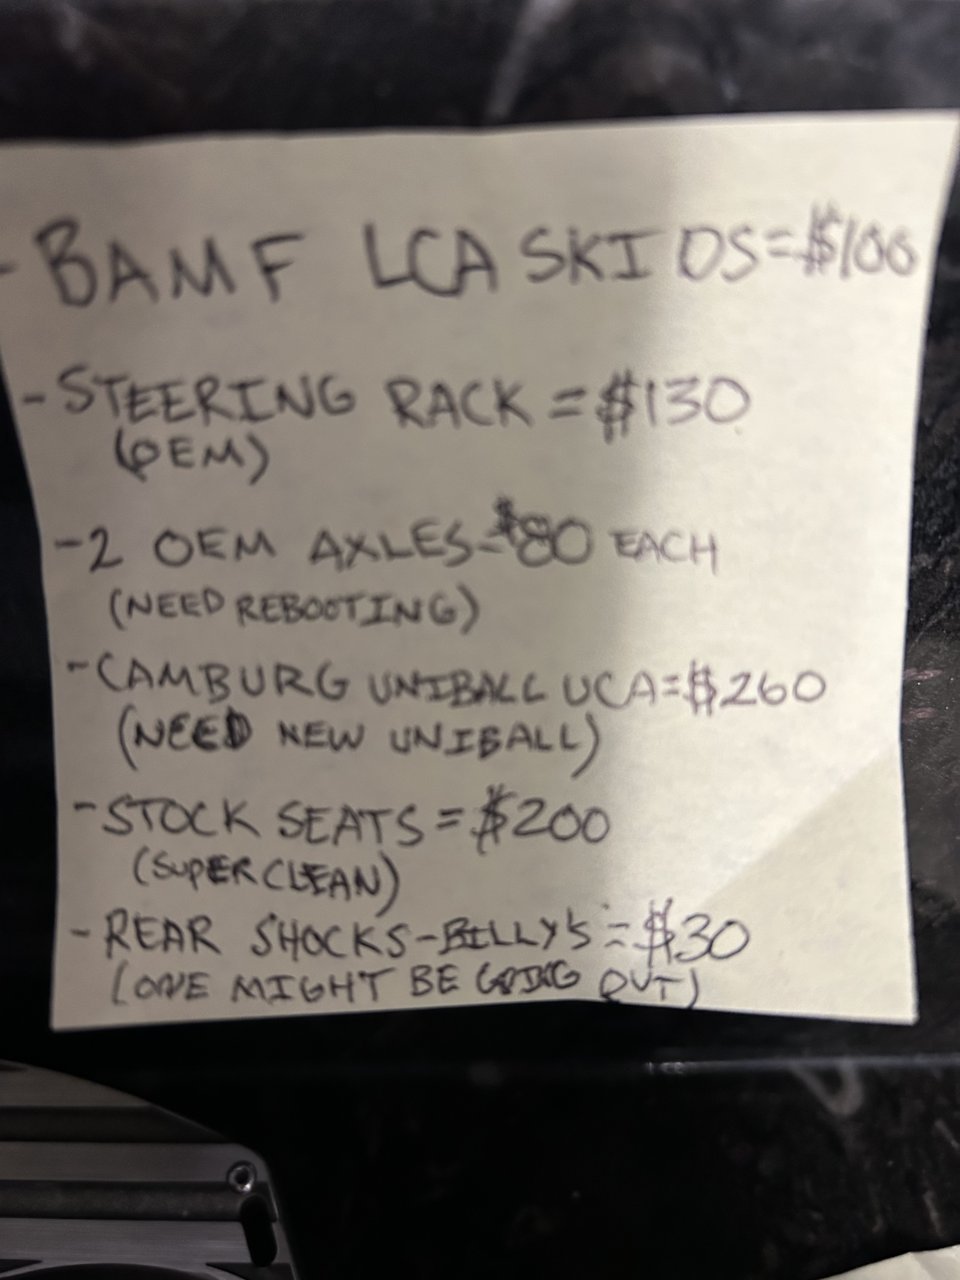 - BAMF LCA SKIDS=$100
- STEERING RACK = $130
(OEM)
- 2 OEM AXLES-$80 EACH
(NEED REBOOTING)
- CAMBURG UNIBALL UCA=$260
(NEED NEW UNIBALL)
- STOCK SEATS = $200
(SUPER CLEAN)
- REAR SHOCKS-BILLY'S = $30
(ONE MIGHT BE GOING OUT)